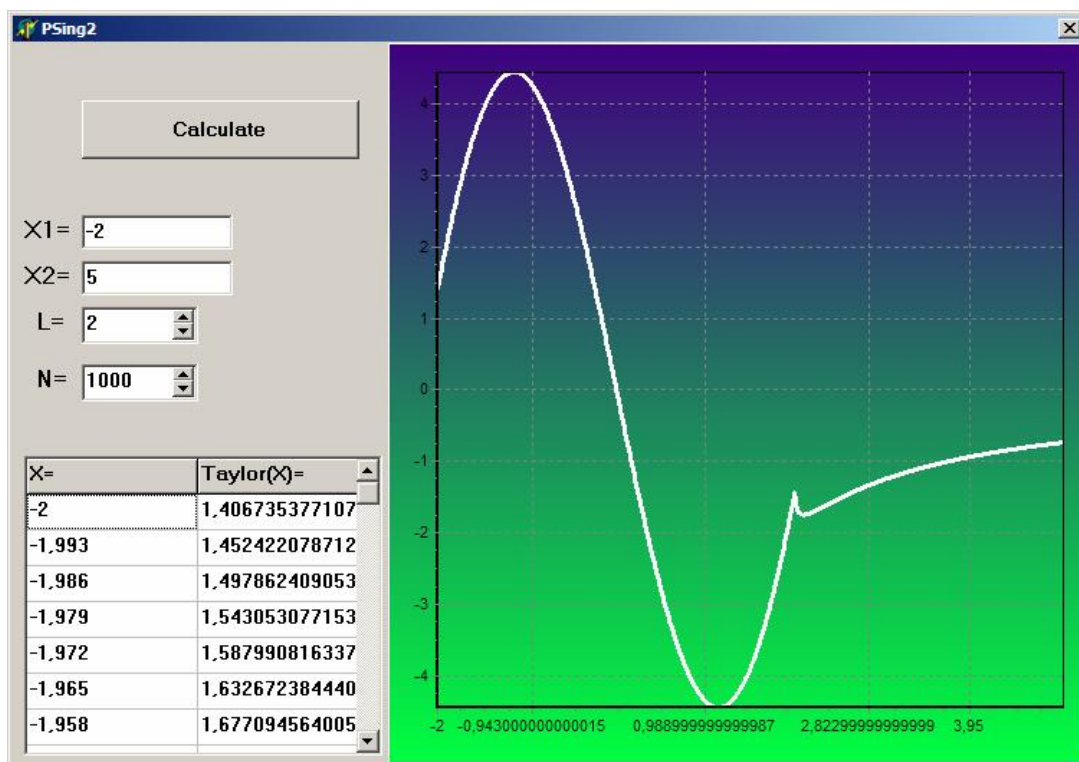 PSing2
Calculate
X1= -2
X2= 5
L= 2
N= 1000
X= Taylor(X)=
-2 1,406735377107
-1,993 1,452422078712
-1,986 1,497862409053
-1,979 1,543053077153
-1,972 1,587990816337
-1,965 1,632672384440
-1,958 1,677094564005
4
3
2
1
0
-1
-2
-3
-4
-2 -0,943000000000015 0,988999999999987 2,822999999999999 3,95